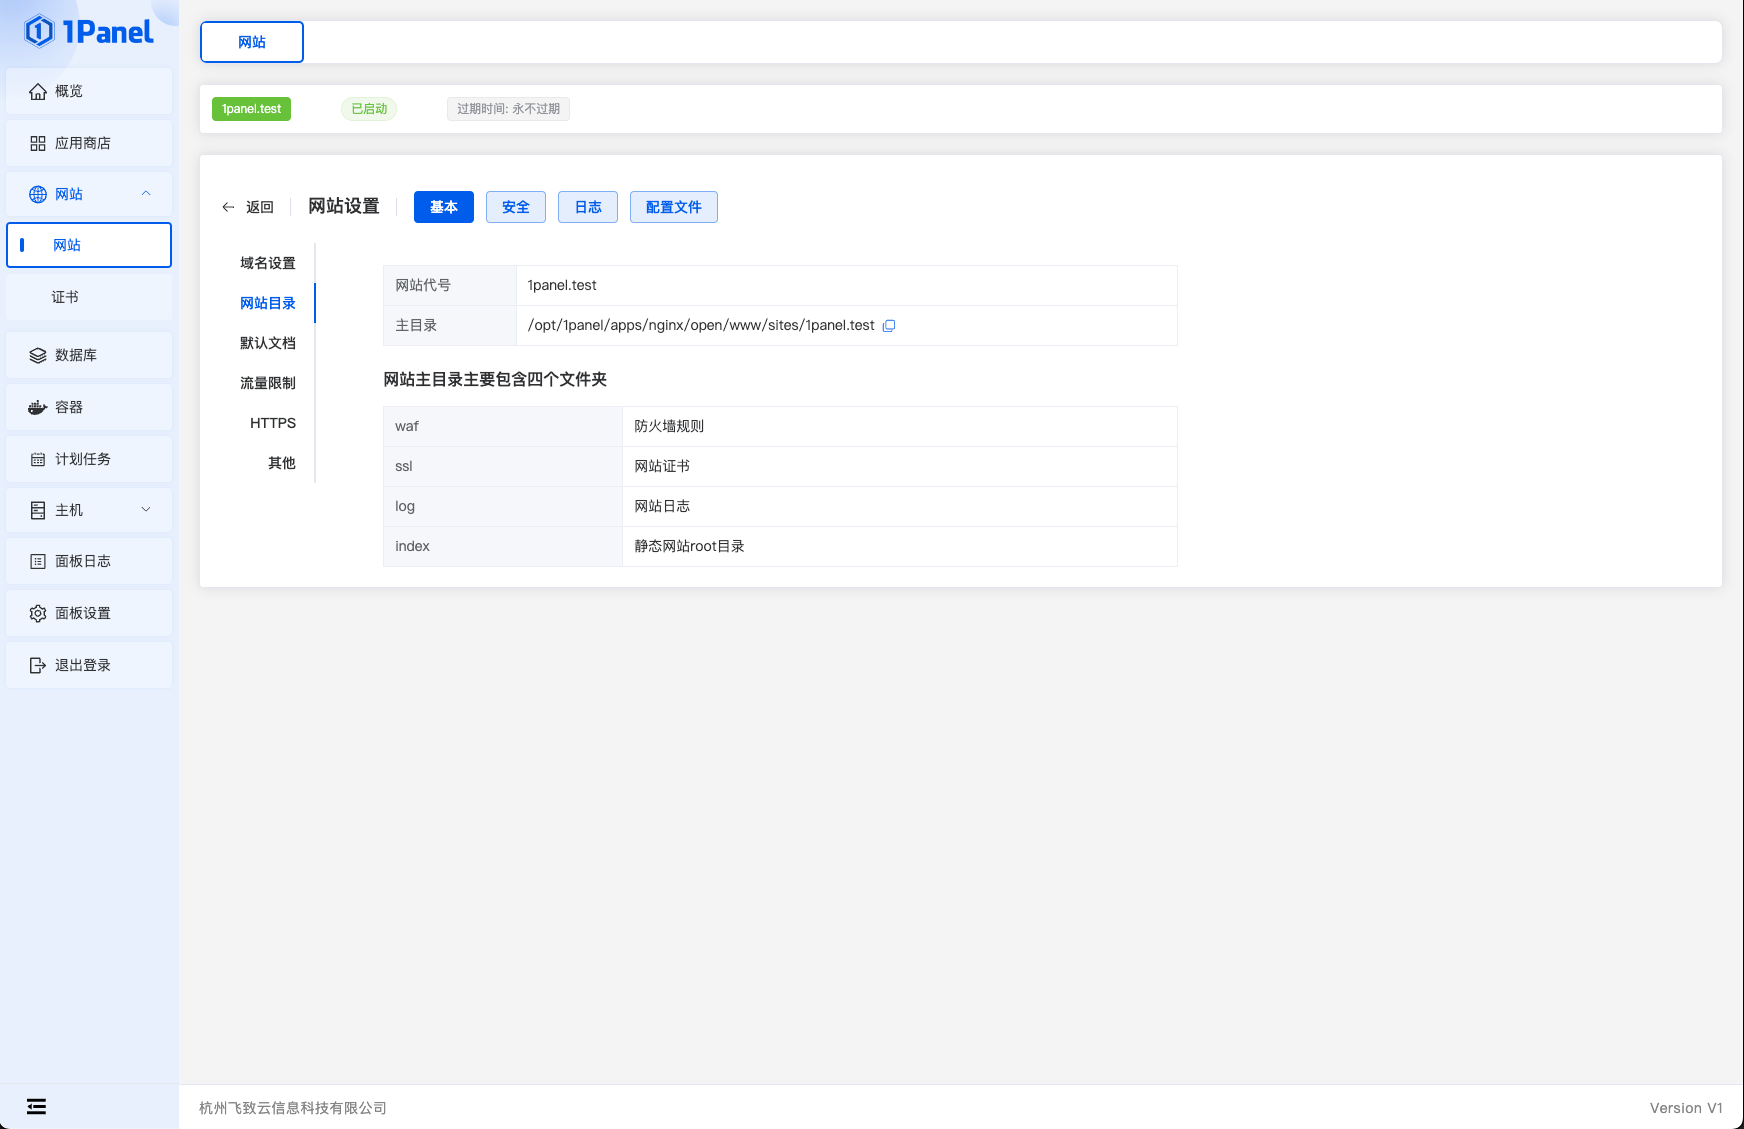 1Panel
概览
应用商店
网站
网站
证书
数据库
容器
计划任务
主机
面板日志
面板设置
退出登录
网站
1panel.test 已启动 过期时间: 永不过期
返回 网站设置 基本 安全 日志 配置文件
域名设置
网站目录
默认文档
流量限制
HTTPS
其他
网站代号 1panel.test
主目录 /opt/1panel/apps/nginx/open/www/sites/1panel.test
网站主目录主要包含四个文件夹
waf 防火墙规则
ssl 网站证书
log 网站日志
index 静态网站root目录
杭州飞致云信息科技有限公司 Version V1